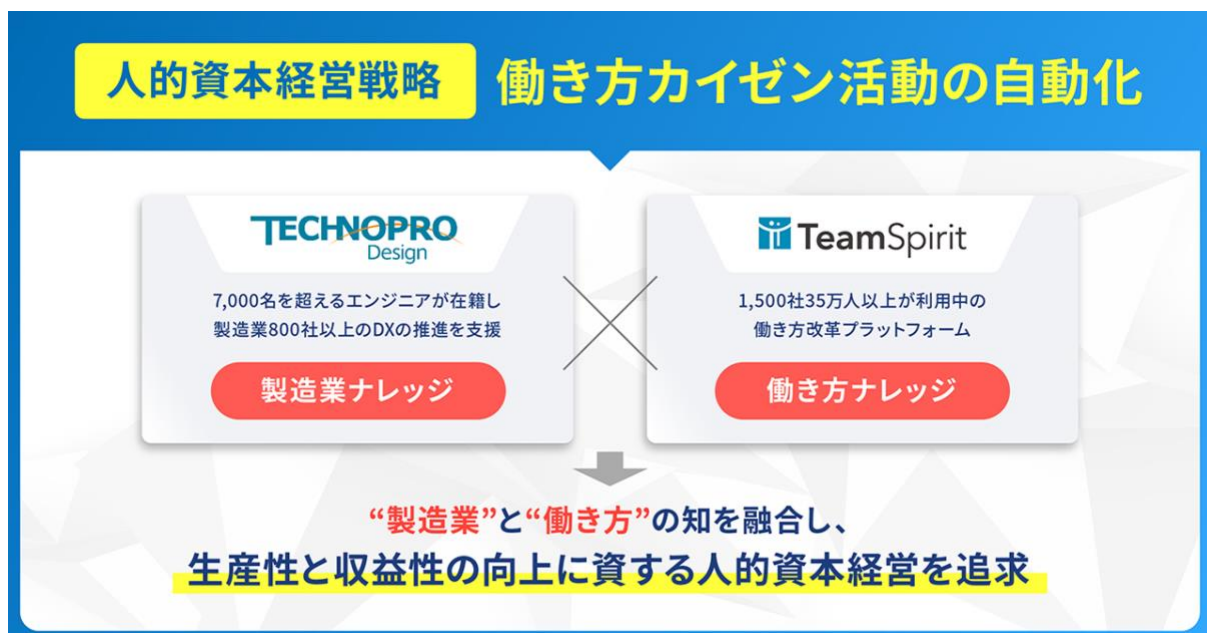 人的資本経営戦略 働き方カイゼン活動の自動化
TECHNOPRO
Design
7,000名を超えるエンジニアが在籍し
製造業800社以上のDXの推進を支援
製造業ナレッジ
TeamSpirit
1,500社35万人以上が利用中の
働き方改革プラットフォーム
働き方ナレッジ
“製造業”と“働き方”の知を融合し、
生産性と収益性の向上に資する人的資本経営を追求